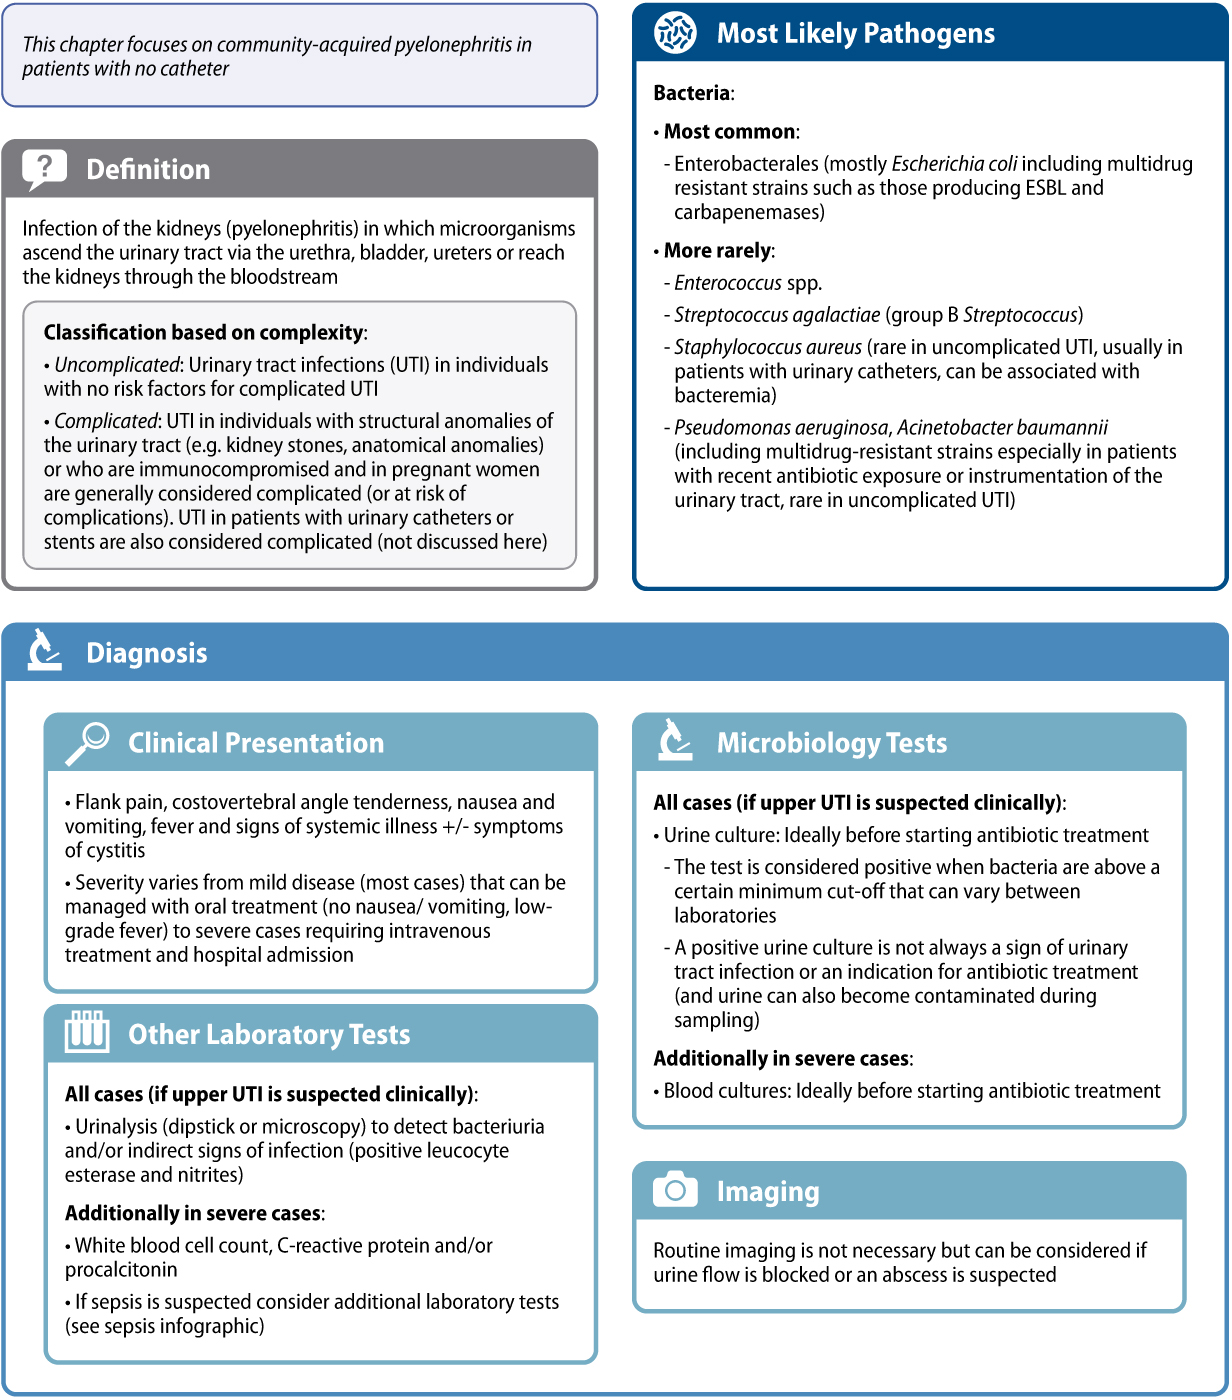 This chapter focuses on community-acquired pyelonephritis in
patients with no catheter
Definition
Infection of the kidneys (pyelonephritis) in which microorganisms
ascend the urinary tract via the urethra, bladder, ureters or reach
the kidneys through the bloodstream
Classification based on complexity:
• Uncomplicated: Urinary tract infections (UTI) in individuals
with no risk factors for complicated UTI
• Complicated: UTI in individuals with structural anomalies of
the urinary tract (e.g. kidney stones, anatomical anomalies)
or who are immunocompromised and in pregnant women
are generally considered complicated (or at risk of
complications). UTI in patients with urinary catheters or
stents are also considered complicated (not discussed here)
Most Likely Pathogens
Bacteria:
• Most common:
- Enterobacterales (mostly Escherichia coli including multidrug
resistant strains such as those producing ESBL and
carbapenemases)
• More rarely:
- Enterococcus spp.
- Streptococcus agalactiae (group B Streptococcus)
- Staphylococcus aureus (rare in uncomplicated UTI, usually in
patients with urinary catheters, can be associated with
bacteremia)
- Pseudomonas aeruginosa, Acinetobacter baumannii
(including multidrug-resistant strains especially in patients
with recent antibiotic exposure or instrumentation of the
urinary tract, rare in uncomplicated UTI)
Diagnosis
Clinical Presentation
• Flank pain, costovertebral angle tenderness, nausea and
vomiting, fever and signs of systemic illness +/- symptoms
of cystitis
• Severity varies from mild disease (most cases) that can be
managed with oral treatment (no nausea/ vomiting, low-
grade fever) to severe cases requiring intravenous
treatment and hospital admission
Other Laboratory Tests
All cases (if upper UTI is suspected clinically):
• Urinalysis (dipstick or microscopy) to detect bacteriuria
and/or indirect signs of infection (positive leucocyte
esterase and nitrites)
Additionally in severe cases:
• White blood cell count, C-reactive protein and/or
procalcitonin
• If sepsis is suspected consider additional laboratory tests
(see sepsis infographic)
Microbiology Tests
All cases (if upper UTI is suspected clinically):
• Urine culture: Ideally before starting antibiotic treatment
- The test is considered positive when bacteria are above a
certain minimum cut-off that can vary between
laboratories
- A positive urine culture is not always a sign of urinary
tract infection or an indication for antibiotic treatment
(and urine can also become contaminated during
sampling)
Additionally in severe cases:
• Blood cultures: Ideally before starting antibiotic treatment
Imaging
Routine imaging is not necessary but can be considered if
urine flow is blocked or an abscess is suspected